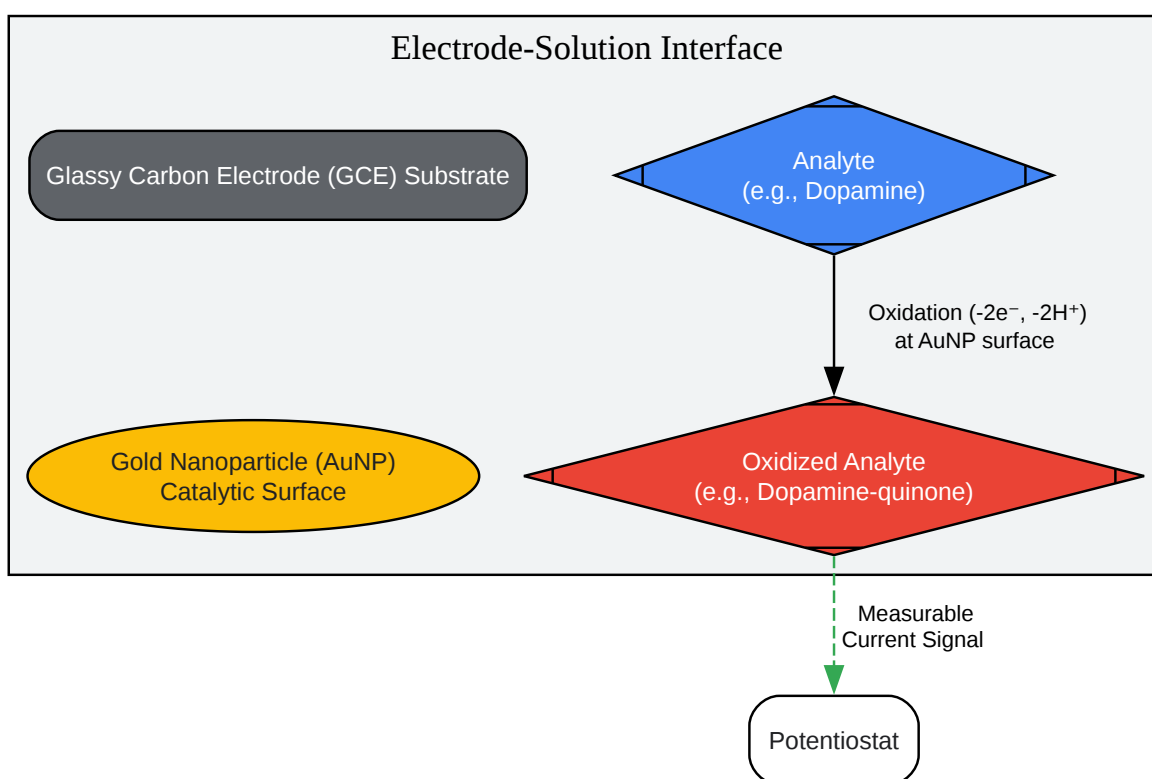 Electrode-Solution Interface
Glassy Carbon Electrode (GCE) Substrate
Analyte
(e.g., Dopamine)
Oxidation (-2e⁻, -2H⁺)
at AuNP surface
Gold Nanoparticle (AuNP)
Catalytic Surface
Oxidized Analyte
(e.g., Dopamine-quinone)
Measurable
Current Signal
Potentiostat